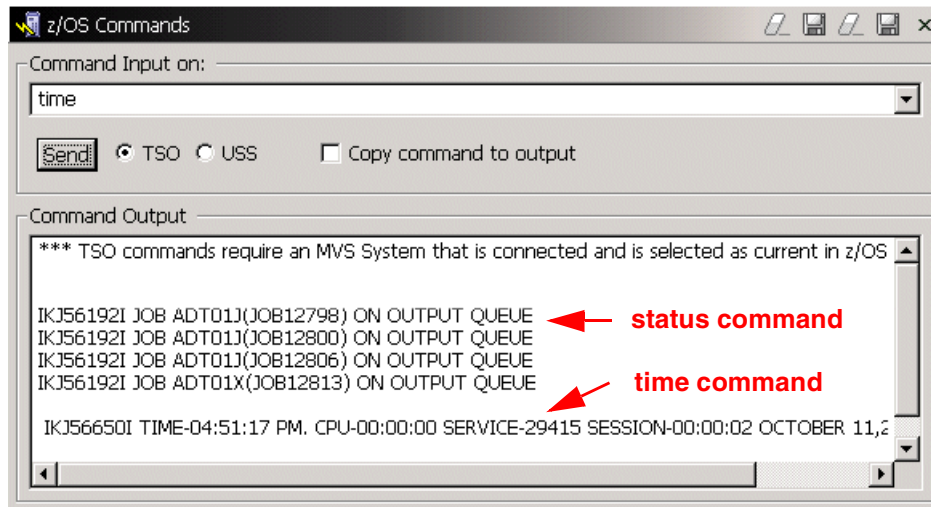 z/OS Commands
Command Input on:
time
Send TSO USS Copy command to output
Command Output
*** TSO commands require an MVS System that is connected and is selected as current in z/OS
IKJ56192I JOB ADT01J(JOB12798) ON OUTPUT QUEUE status command
IKJ56192I JOB ADT01J(JOB12800) ON OUTPUT QUEUE
IKJ56192I JOB ADT01J(JOB12806) ON OUTPUT QUEUE
IKJ56192I JOB ADT01X(JOB12813) ON OUTPUT QUEUE
time command
IKJ56650I TIME-04:51:17 PM. CPU-00:00:00 SERVICE-29415 SESSION-00:00:02 OCTOBER 11,2